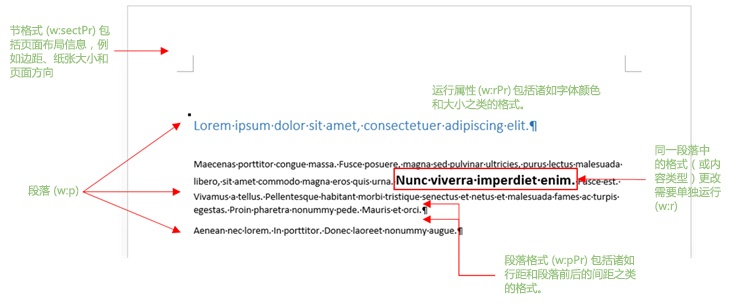 节格式 (w:sectPr) 包
括页面布局信息，例
如边距、纸张大小和
页面方向
运行属性 (w:rPr) 包括诸如字体颜色
和大小之类的格式。
Lorem·ipsum·dolor·sit·amet,·consectetuer·adipiscing·elit.¶
同一段落中
的格式（或内
容类型）更改
需要单独运行
(w:r)
段落 (w:p)
Maecenas·porttitor·congue·massa.·Fusce·posuere,·magna·sed·pulvinar·ultricies,·purus·lectus·malesuada·
libero,·sit·amet·commodo·magna·eros·quis·urna.·Nunc·viverra·imperdiet·enim.·Fusce·est.·
Vivamus·a·tellus.·Pellentesque·habitant·morbi·tristique·senectus·et·netus·et·malesuada·fames·ac·turpis·
egestas.·Proin·pharetra·nonummy·pede.·Mauris·et·orci.¶
Aenean·nec·lorem.·In·porttitor.·Donec·laoreet·nonummy·augue.¶
段落格式 (w:pPr) 包括诸如
行距和段落前后的间距之类
的格式。